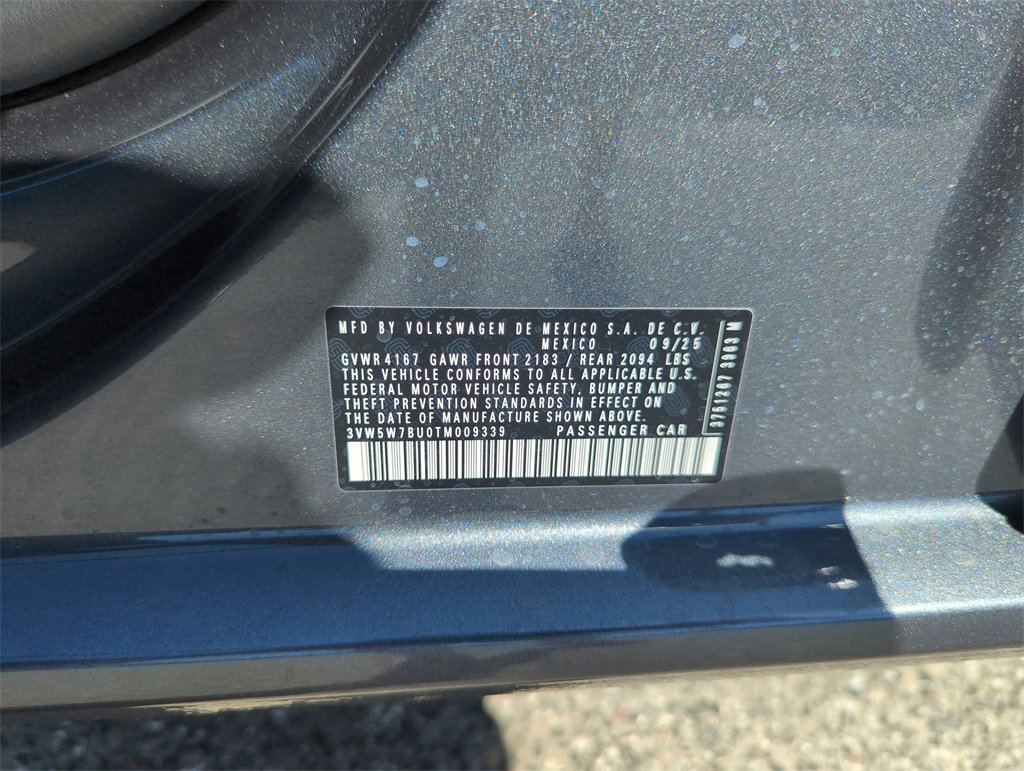 MFD BY VOLKSWAGEN DE MEXICO S.A. DE C.V.
MEXICO 09/25
GVWR 4167 GAWR FRONT 2183 / REAR 2094 LBS
THIS VEHICLE CONFORMS TO ALL APPLICABLE U.S.
FEDERAL MOTOR VEHICLE SAFETY, BUMPER AND
THEFT PREVENTION STANDARDS IN EFFECT ON
THE DATE OF MANUFACTURE SHOWN ABOVE.
3VW5W7BU0TM009339 PASSENGER CAR
3751207 3903 M